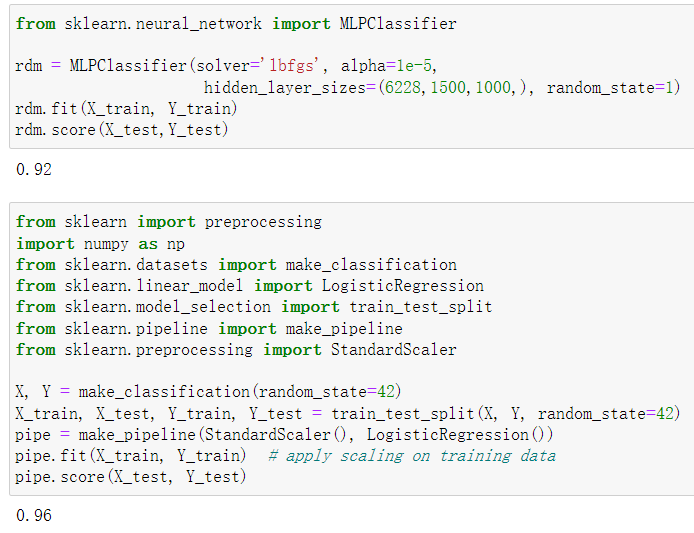 from sklearn.neural_network import MLPClassifier
rdm = MLPClassifier(solver='lbfgs', alpha=1e-5,
hidden_layer_sizes=(6228,1500,1000,), random_state=1)
rdm.fit(X_train, Y_train)
rdm.score(X_test,Y_test)
0.92
from sklearn import preprocessing
import numpy as np
from sklearn.datasets import make_classification
from sklearn.linear_model import LogisticRegression
from sklearn.model_selection import train_test_split
from sklearn.pipeline import make_pipeline
from sklearn.preprocessing import StandardScaler
X, Y = make_classification(random_state=42)
X_train, X_test, Y_train, Y_test = train_test_split(X, Y, random_state=42)
pipe = make_pipeline(StandardScaler(), LogisticRegression())
pipe.fit(X_train, Y_train)  # apply scaling on training data
pipe.score(X_test, Y_test)
0.96